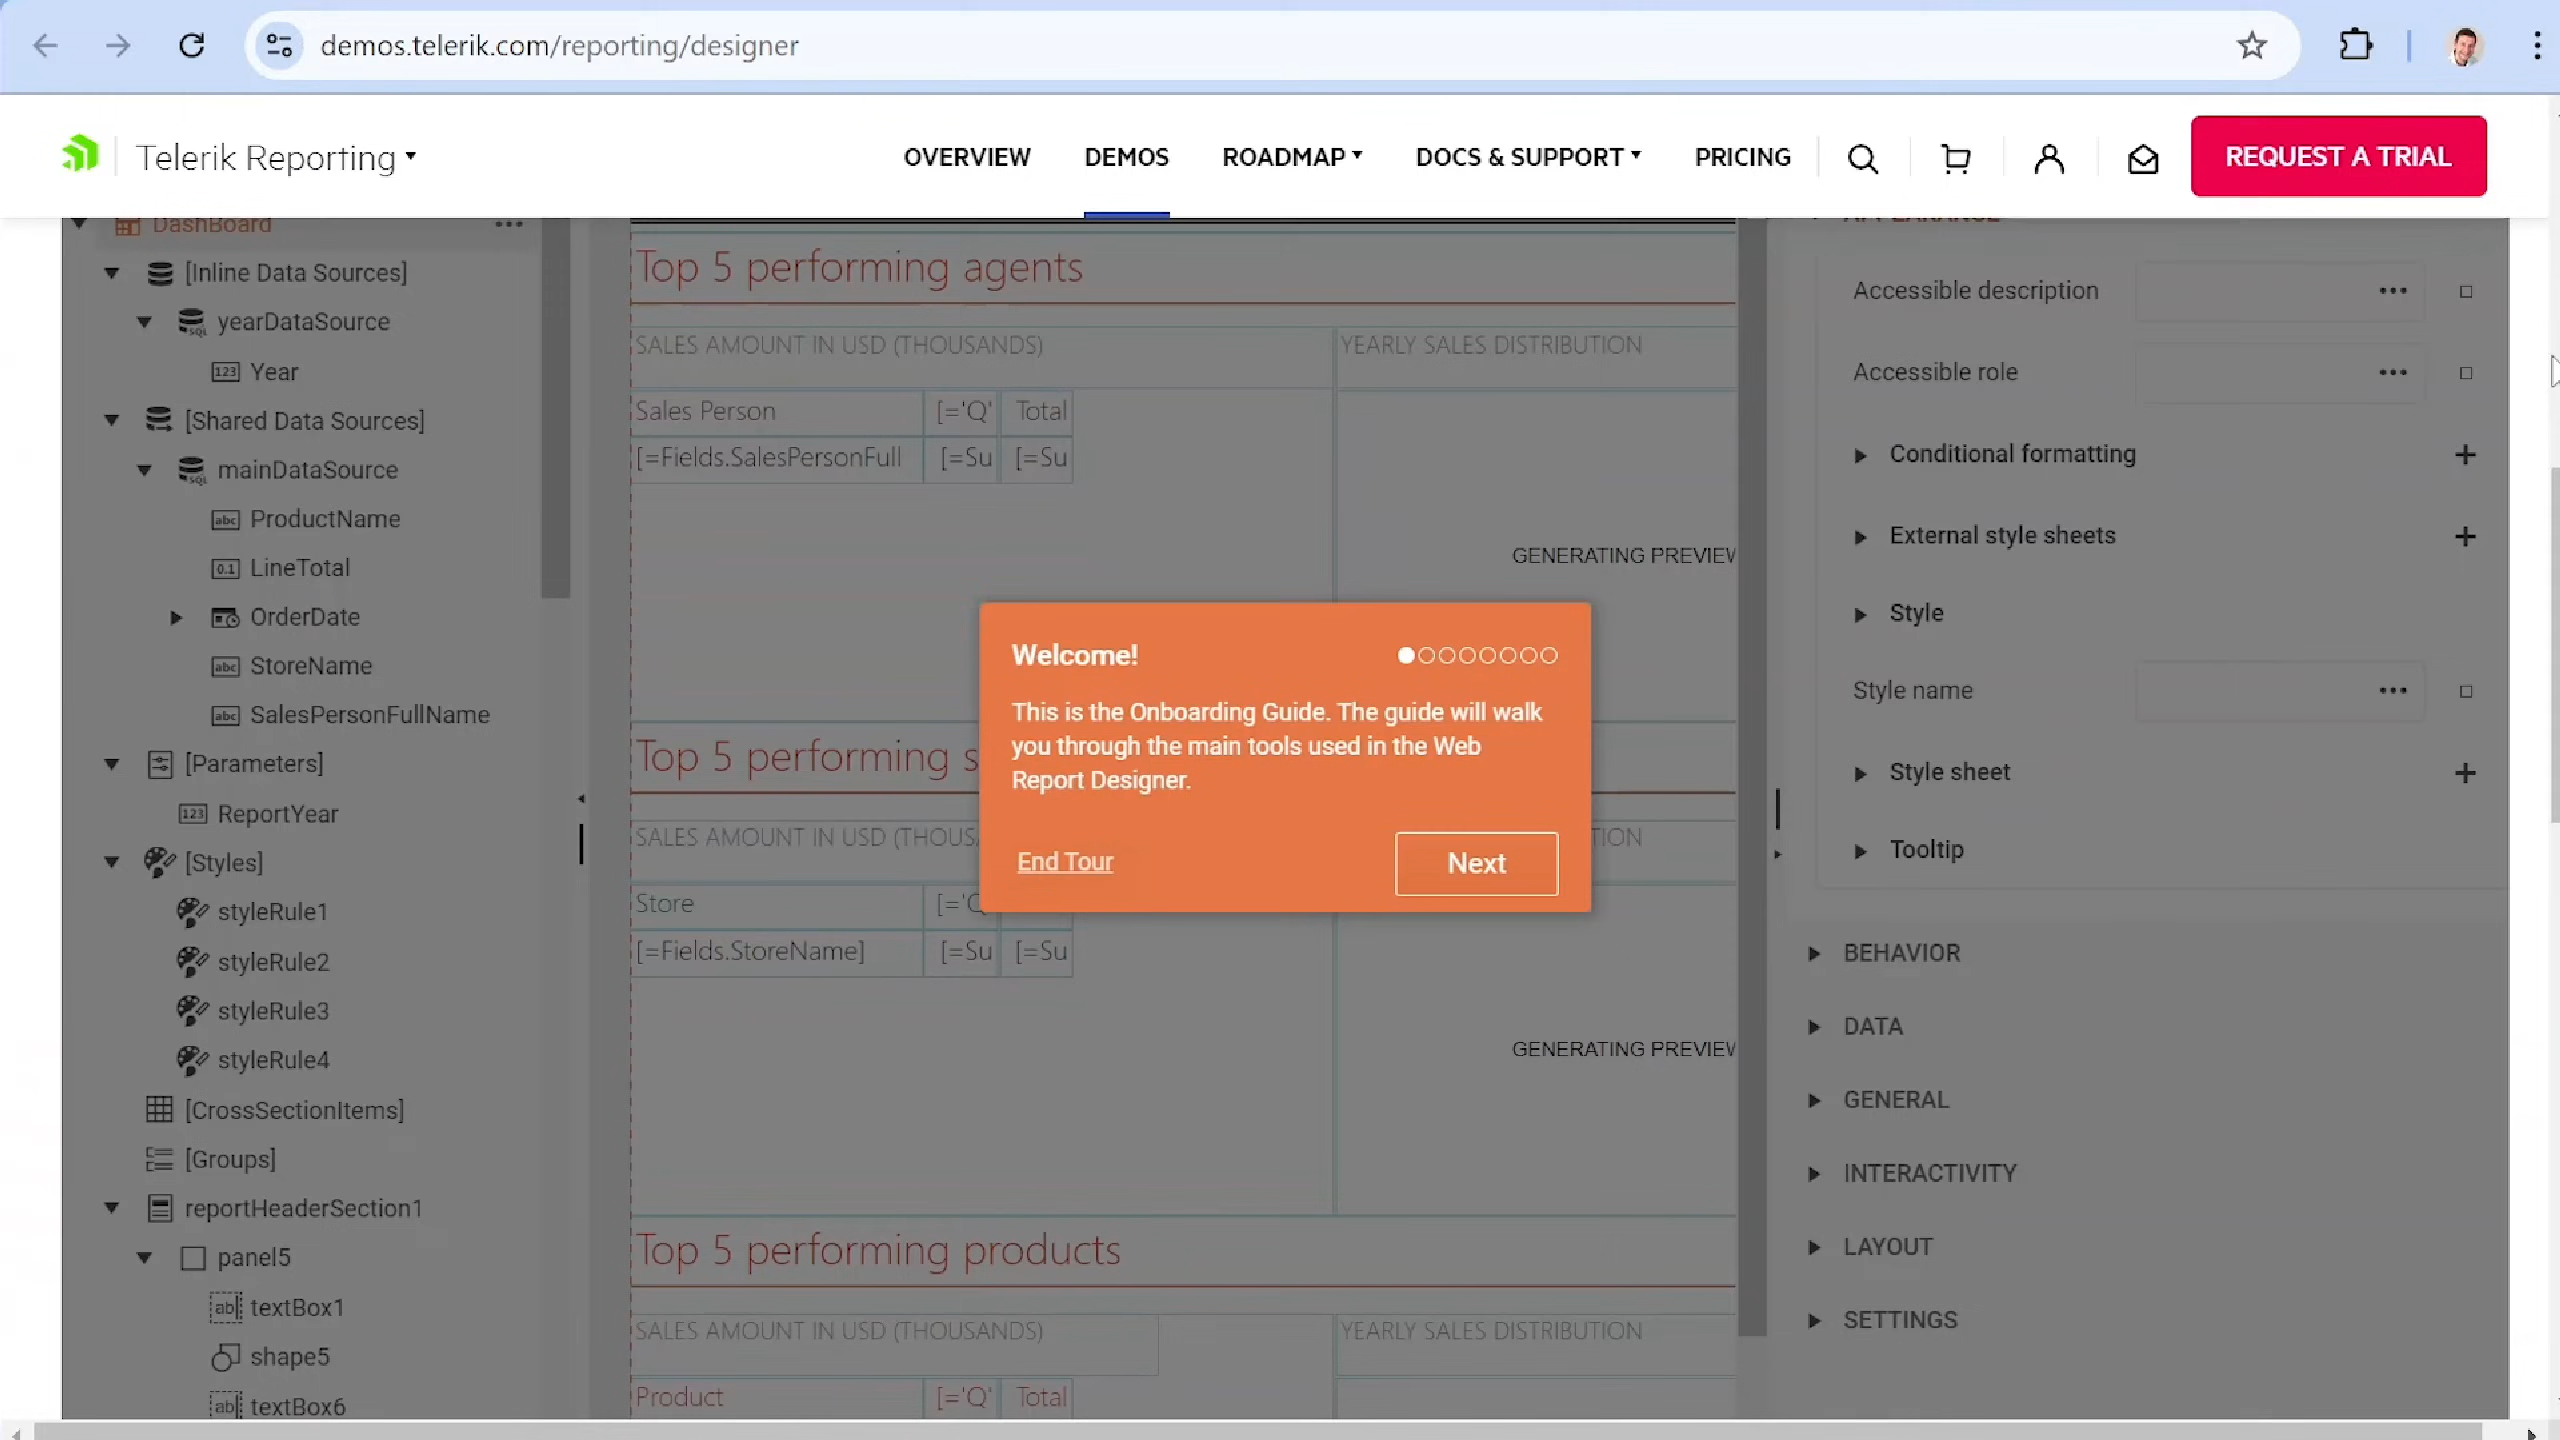 demos.telerik.com/reporting/designer
Telerik Reporting
OVERVIEW
DEMOS
ROADMAP
DOCS & SUPPORT
PRICING
REQUEST A TRIAL
DashBoard
[Inline Data Sources]
yearDataSource
Year
[Shared Data Sources]
mainDataSource
ProductName
LineTotal
OrderDate
StoreName
SalesPersonFullName
[Parameters]
ReportYear
[Styles]
styleRule1
styleRule2
styleRule3
styleRule4
[CrossSectionItems]
[Groups]
reportHeaderSection1
panel5
textBox1
shape5
textBox6
Top 5 performing agents
SALES AMOUNT IN USD (THOUSANDS)
YEARLY SALES DISTRIBUTION
Sales Person [='Q' Total
[=Fields.SalesPersonFull [=Su [=Su
GENERATING PREVIEW
Top 5 performing s
SALES AMOUNT IN USD (THOUS
TION
Store [='Q
[=Fields.StoreName] [=Su [=Su
GENERATING PREVIEW
Top 5 performing products
SALES AMOUNT IN USD (THOUSANDS)
YEARLY SALES DISTRIBUTION
Product [='Q' Total
Welcome!
This is the Onboarding Guide. The guide will walk
you through the main tools used in the Web
Report Designer.
End Tour
Next
APPEARANCE
Accessible description
Accessible role
Conditional formatting
External style sheets
Style
Style name
Style sheet
Tooltip
BEHAVIOR
DATA
GENERAL
INTERACTIVITY
LAYOUT
SETTINGS